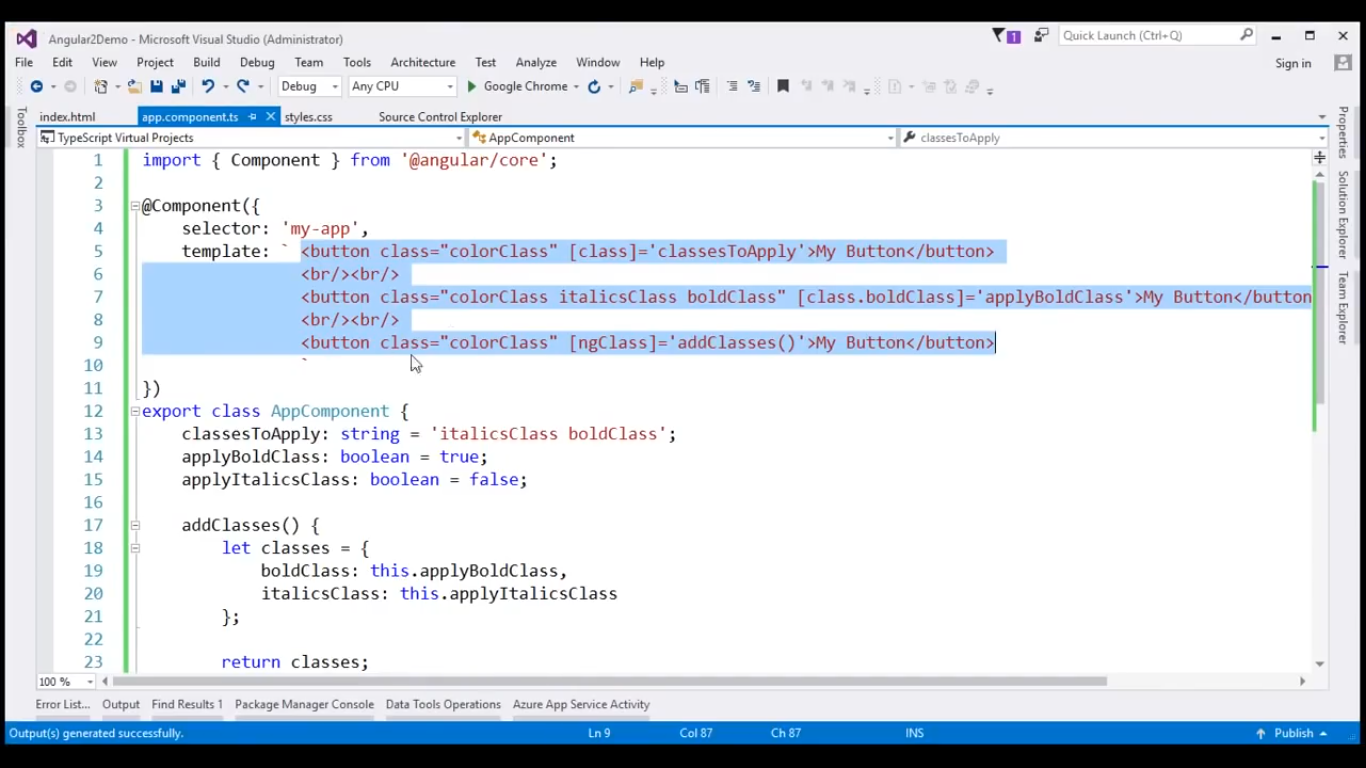 Angular2Demo - Microsoft Visual Studio (Administrator)
1
Quick Launch (Ctrl+Q)
File Edit View Project Build Debug Team Tools Architecture Test Analyze Window Help
Sign in
Debug Any CPU Google Chrome
index.html app.component.ts styles.css Source Control Explorer
TypeScript Virtual Projects AppComponent classesToApply
Toolbox
Properties
Solution Explorer
Team Explorer
1 import { Component } from '@angular/core';
2
3 @Component({
4 selector: 'my-app',
5 template: ` <button class="colorClass" [class]='classesToApply'>My Button</button>
6 <br/><br/>
7 <button class="colorClass italicsClass boldClass" [class.boldClass]='applyBoldClass'>My Button</button
8 <br/><br/>
9 <button class="colorClass" [ngClass]='addClasses()'>My Button</button>
10 `
11 })
12 export class AppComponent {
13 classesToApply: string = 'italicsClass boldClass';
14 applyBoldClass: boolean = true;
15 applyItalicsClass: boolean = false;
16
17 addClasses() {
18 let classes = {
19 boldClass: this.applyBoldClass,
20 italicsClass: this.applyItalicsClass
21 };
22
23 return classes;
100 %
Error List... Output Find Results 1 Package Manager Console Data Tools Operations Azure App Service Activity
Output(s) generated successfully. Ln 9 Col 87 Ch 87 INS Publish